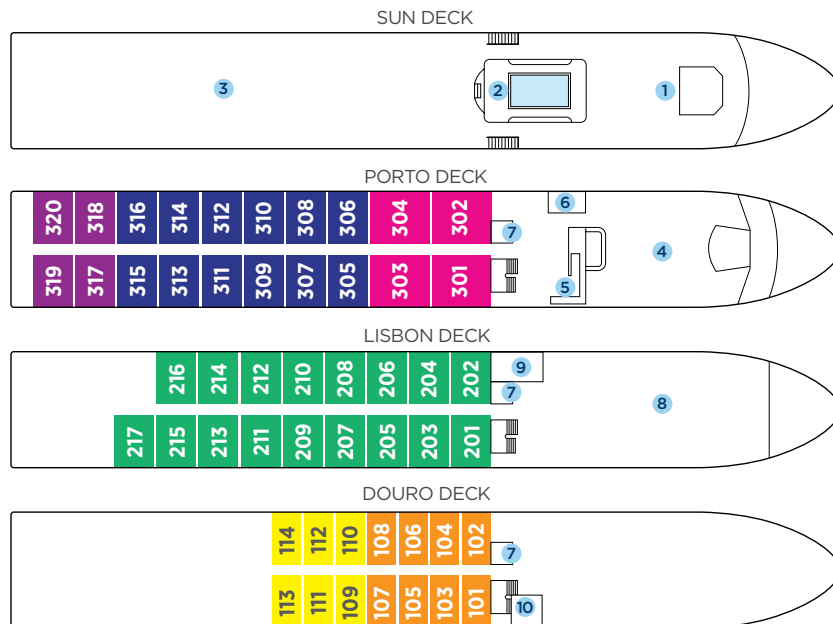 SUN DECK
3
2
1
PORTO DECK
320 318 316 314 312 310 308 306 304 302
6
7
4
319 317 315 313 311 309 307 305 303 301
5
LISBON DECK
216 214 212 210 208 206 204 202
9
7
8
217 215 213 211 209 207 205 203 201
DOURO DECK
114 112 110 108 106 104 102
7
113 111 109 107 105 103 101
10